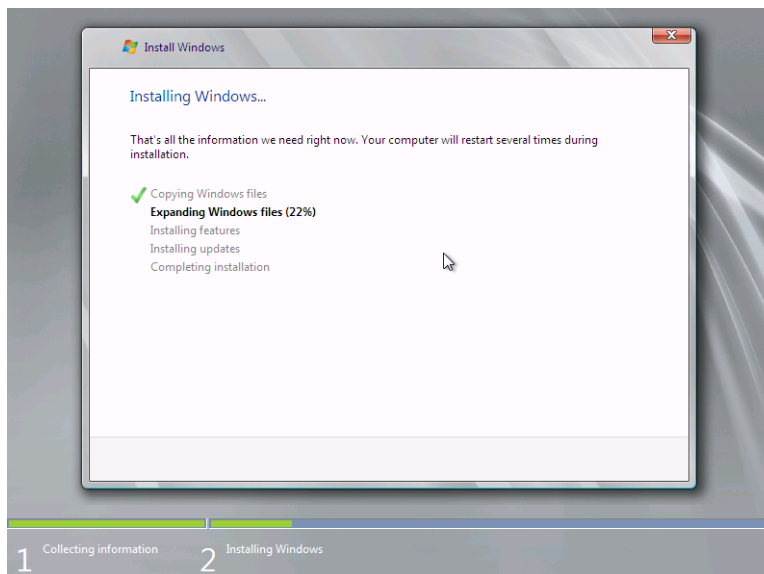 Install Windows
Installing Windows...
That's all the information we need right now. Your computer will restart several times during
installation.
Copying Windows files
Expanding Windows files (22%)
Installing features
Installing updates
Completing installation
1 Collecting information 2 Installing Windows